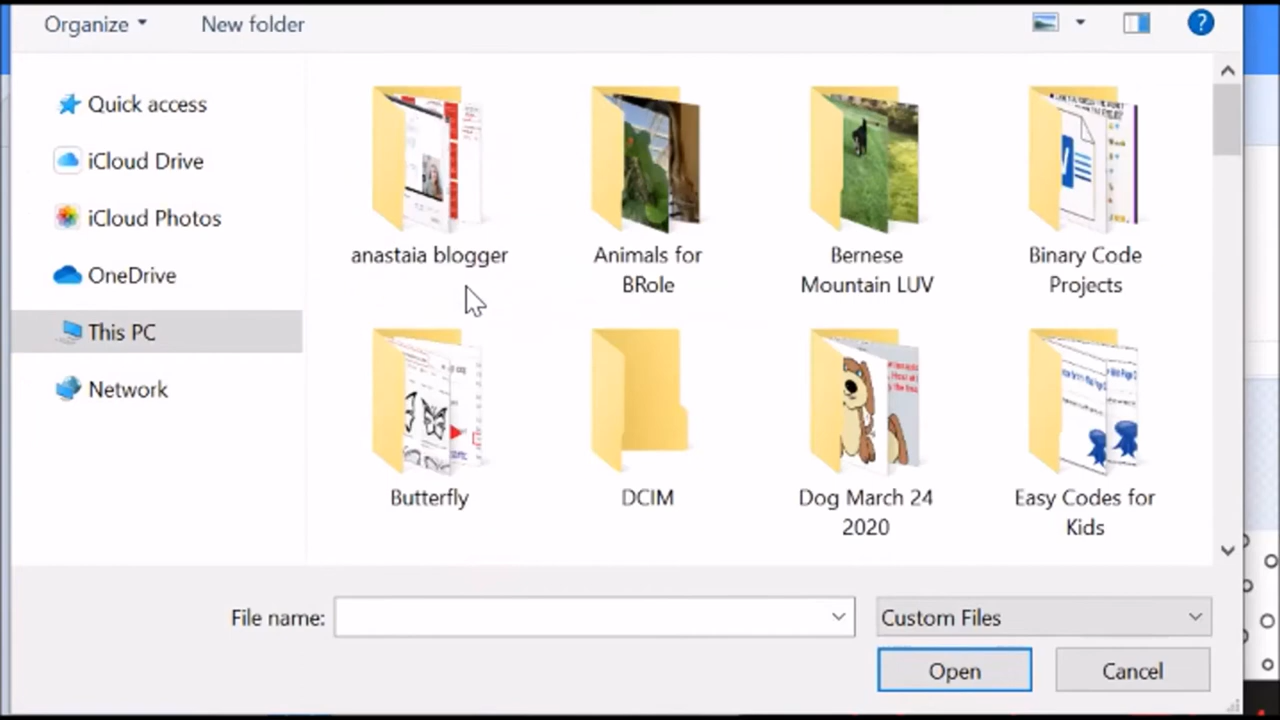 Organize
New folder
Quick access
iCloud Drive
iCloud Photos
OneDrive
This PC
Network
anastaia blogger
Animals for
BRole
Bernese
Mountain LUV
Binary Code
Projects
Butterfly
DCIM
Dog March 24
2020
Easy Codes for
Kids
File name:
Custom Files
Open
Cancel